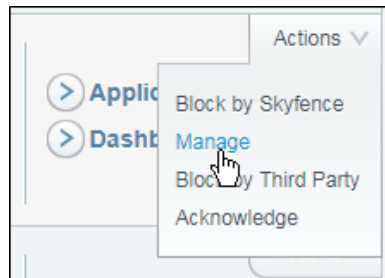 Actions
Applic
Block by Skyfence
Dashb
Manage
Block by Third Party
Acknowledge